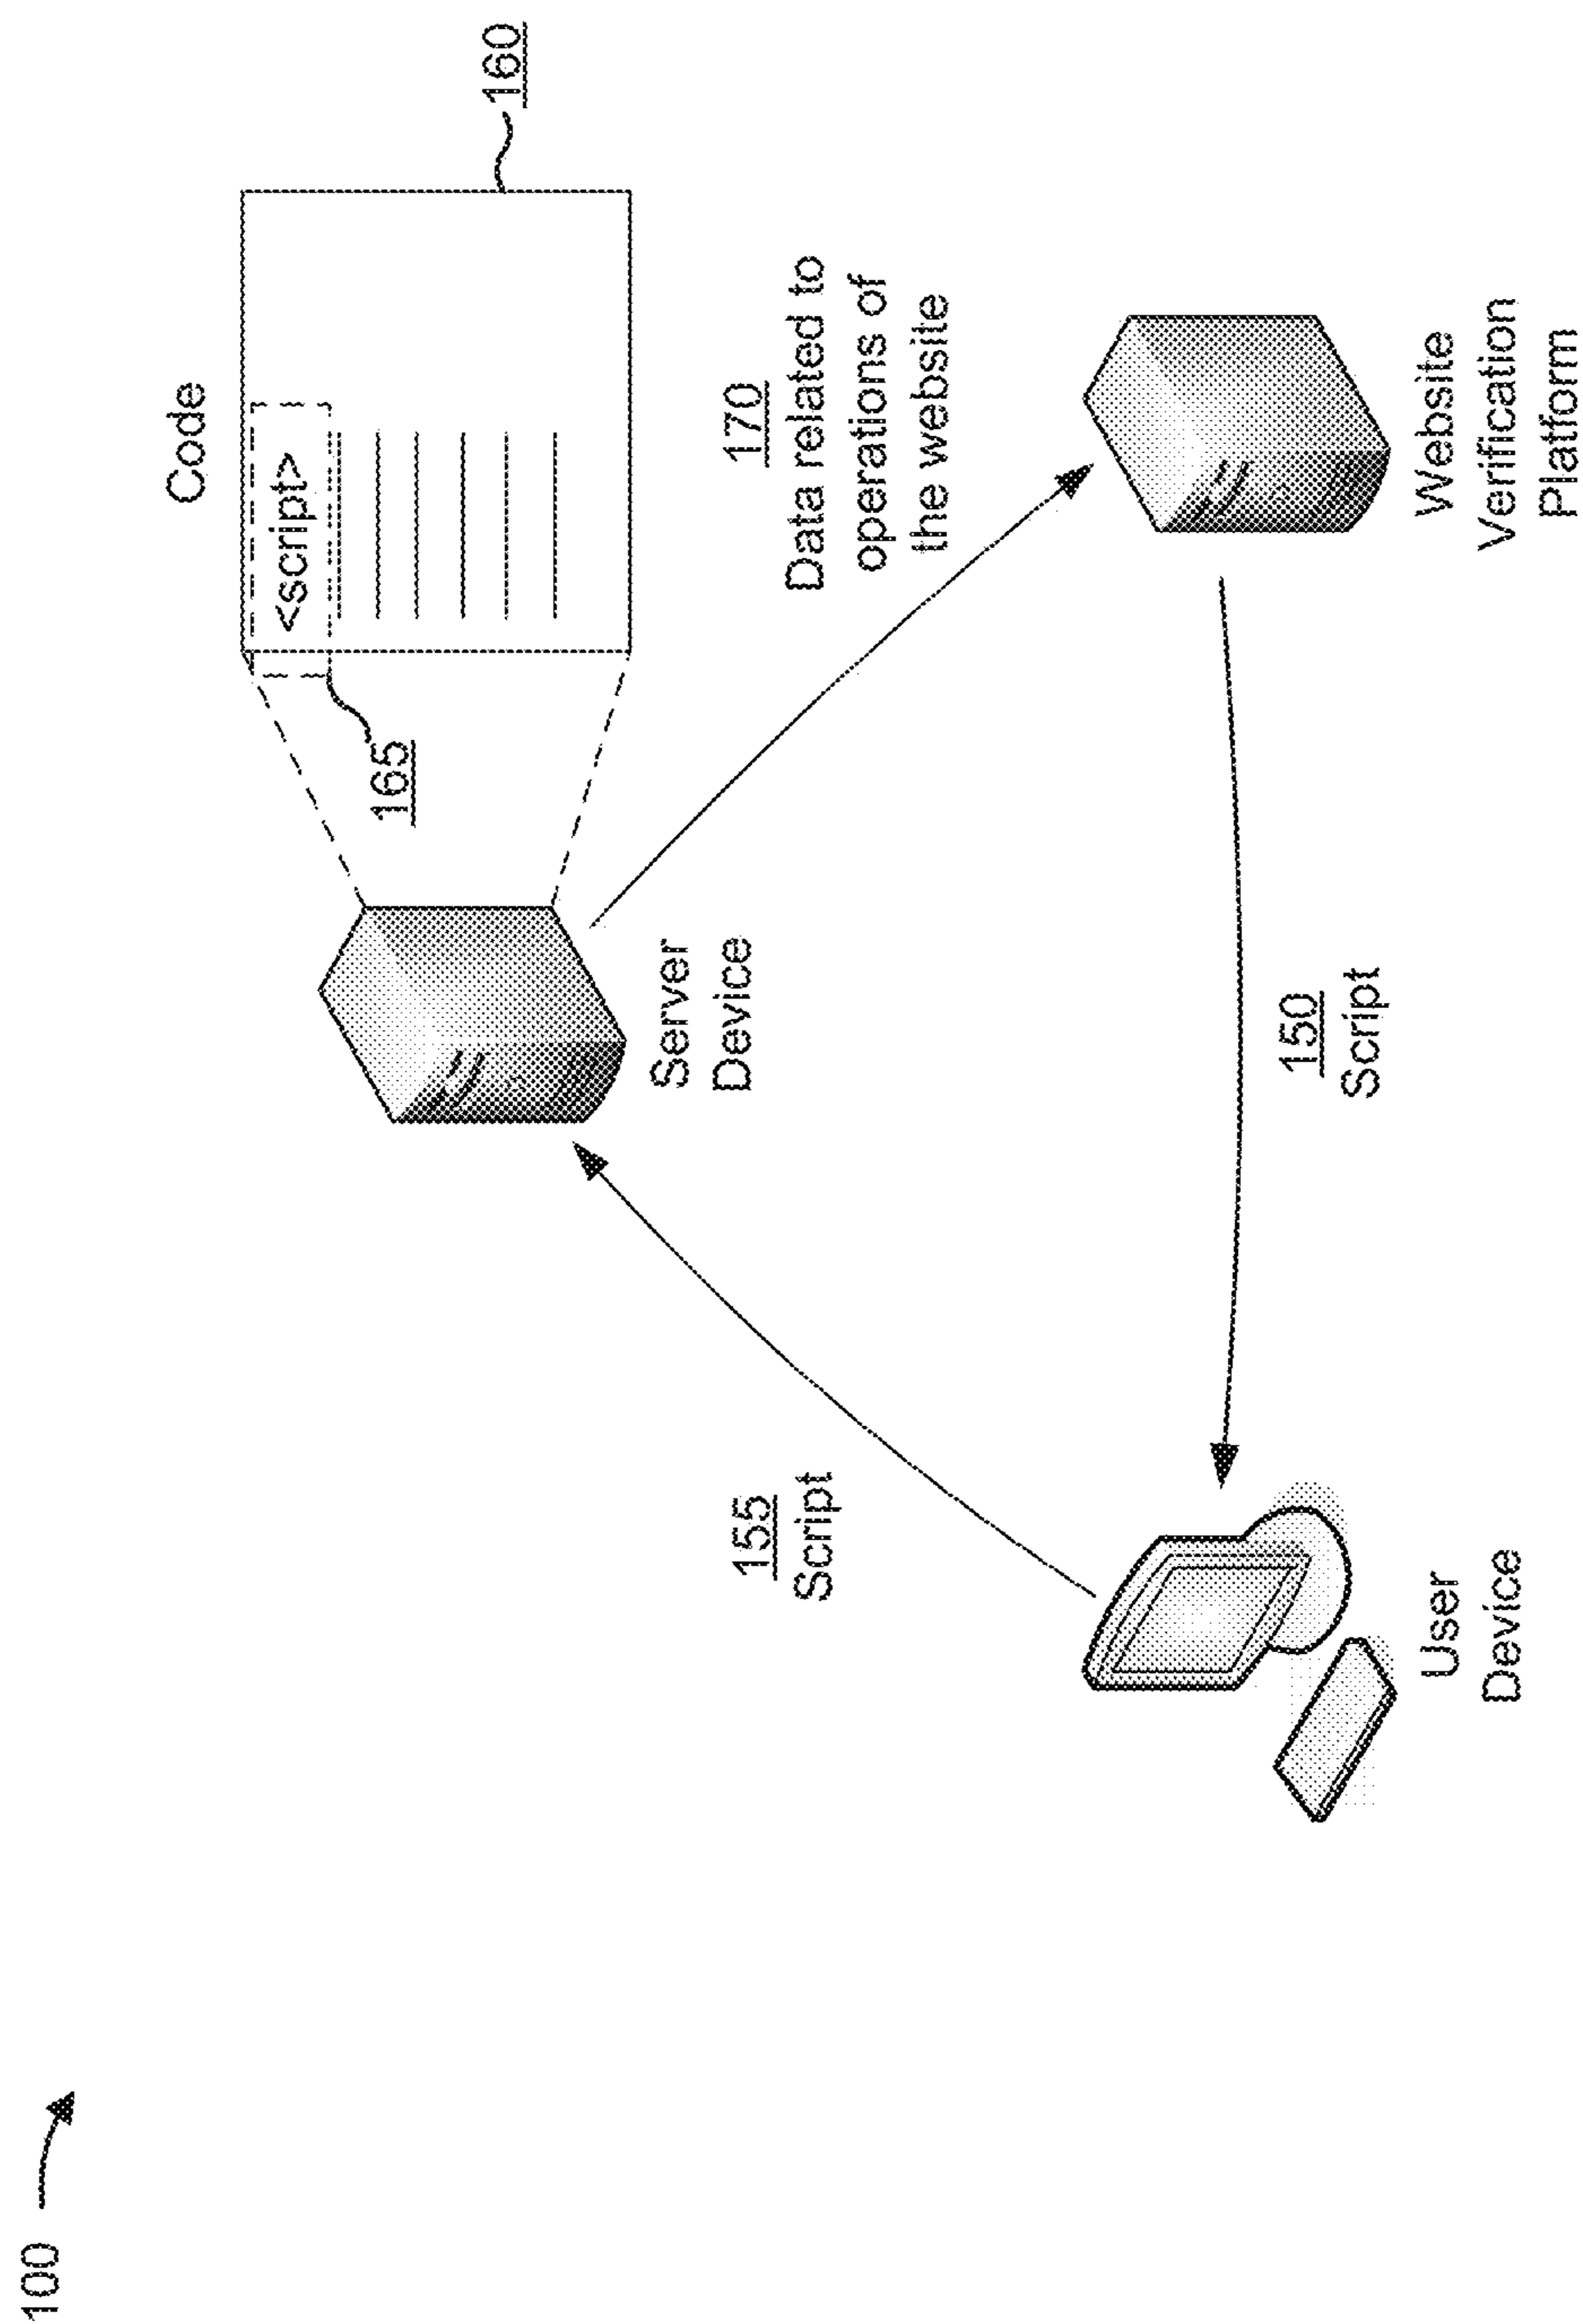 100
Code
<script>
160
165
Server
Device
170
Data related to
operations of
the website
155
Script
150
Script
User
Device
Website
Verification
Platform